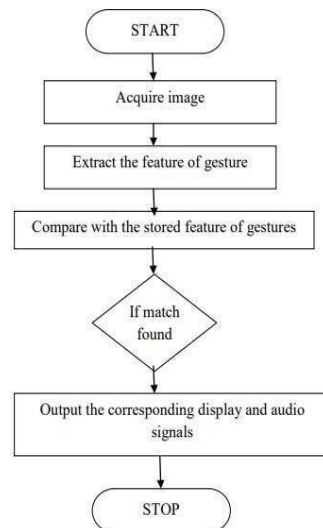 START
Acquire image
Extract the feature of gesture
Compare with the stored feature of gestures
If match
found
Output the corresponding display and audio
signals
STOP